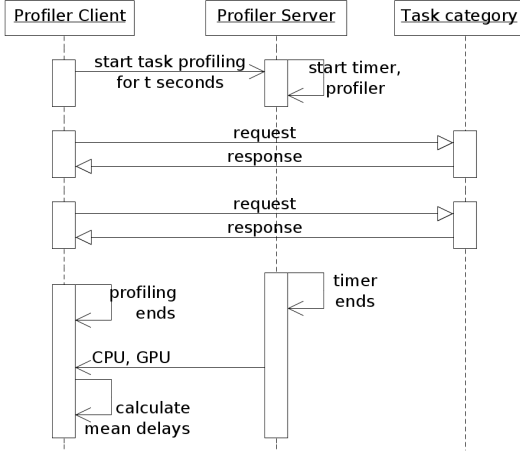 Profiler Client
Profiler Server
Task category
start task profiling
for t seconds
start timer,
profiler
request
response
request
response
profiling
ends
timer
ends
CPU, GPU
calculate
mean delays